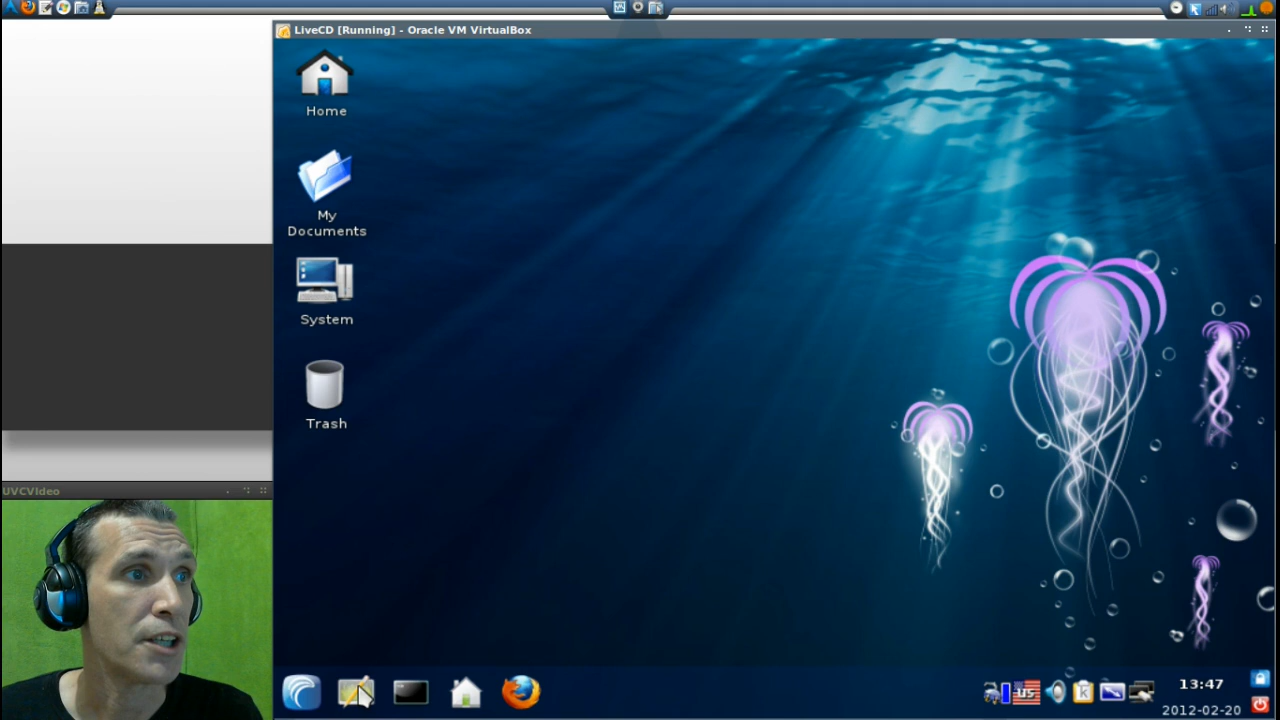 LiveCD [Running] - Oracle VM VirtualBox
Home
My
Documents
System
Trash
UVCVideo
us
13:47
2012-02-20